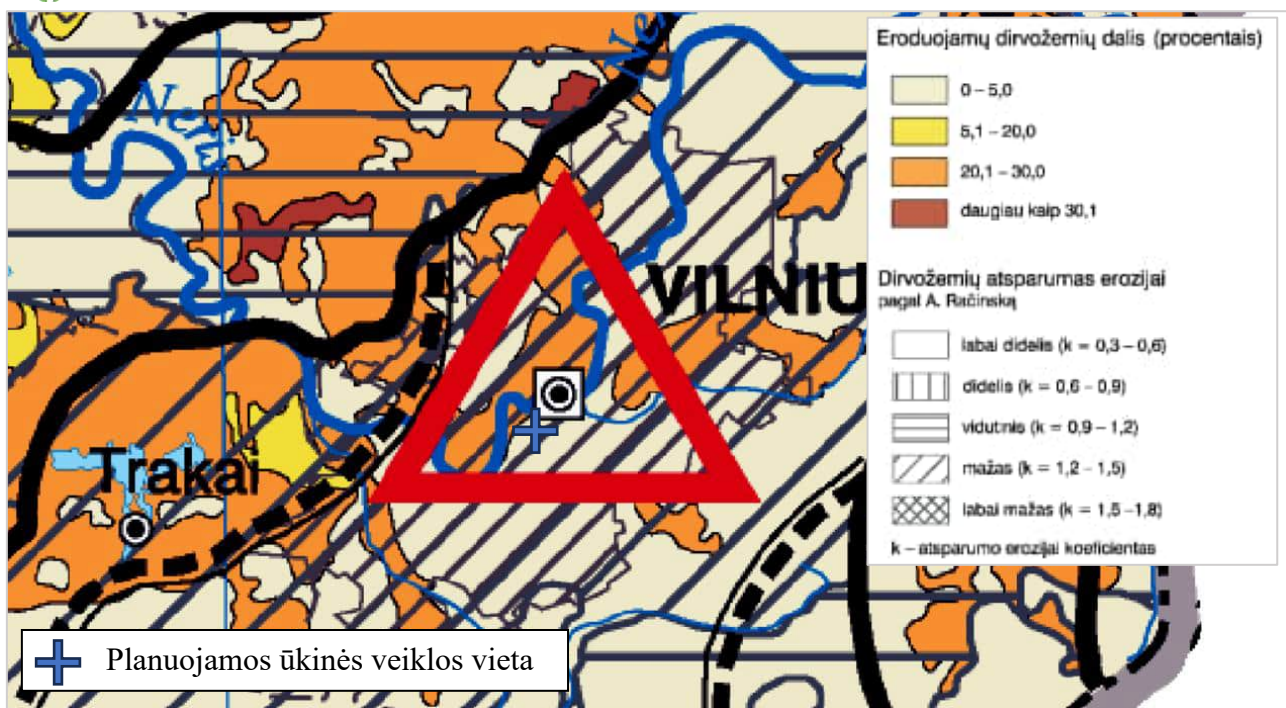 Neris
Ner
VILNIU
Trakai
Eroduojamų dirvožemių dalis (procentais)
0 – 5,0
5,1 – 20,0
20,1 – 30,0
daugiau kaip 30,1
Dirvožemių atsparumas erozijai
pagal A. Račinską
labai didelis (k = 0,3 – 0,6)
didelis (k = 0,6 – 0,9)
vidutinis (k = 0,9 – 1,2)
mažas (k = 1,2 – 1,5)
labai mažas (k = 1,5 –1,8)
k – atsparumo erozijai koeficientas
Planuojamos ūkinės veiklos vieta